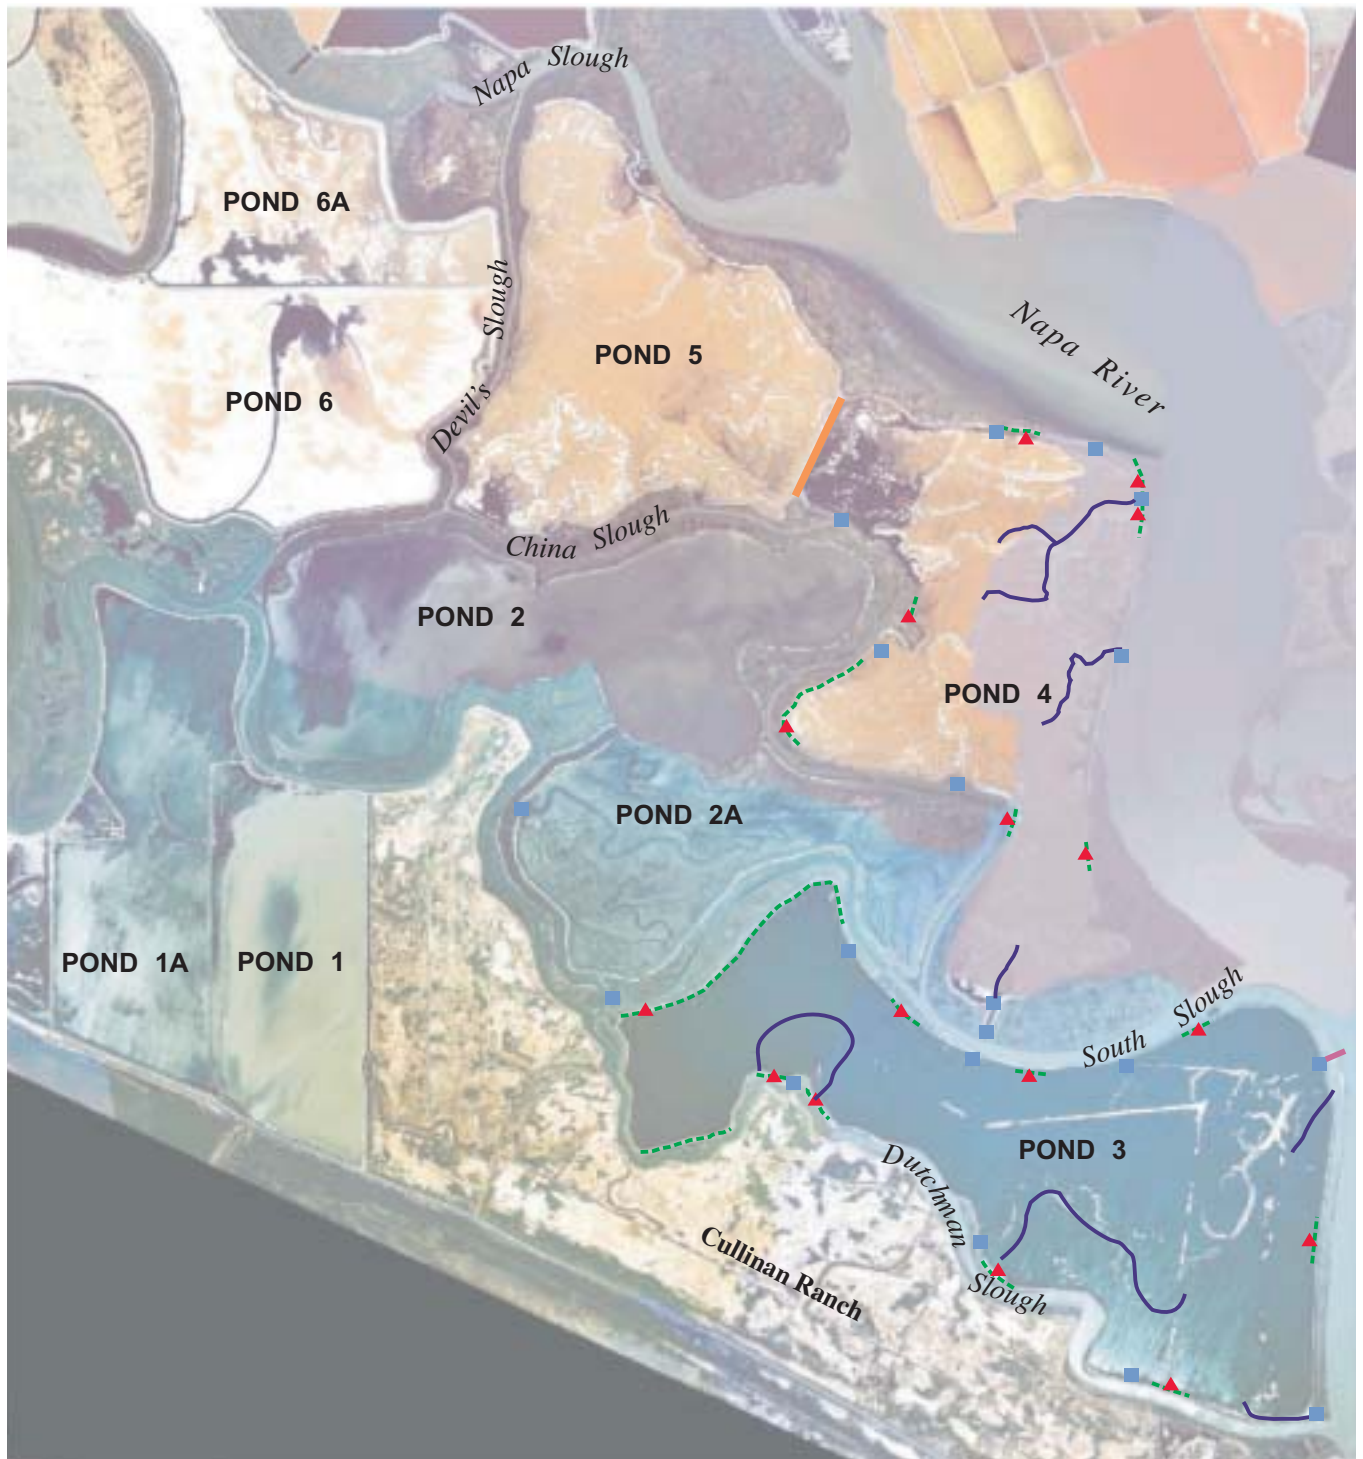 Napa Slough
POND 6A
Devil's Slough
POND 5
Napa River
POND 6
China Slough
POND 2
POND 4
POND 2A
POND 1A
POND 1
South Slough
POND 3
Dutchman Slough
Cullinan Ranch